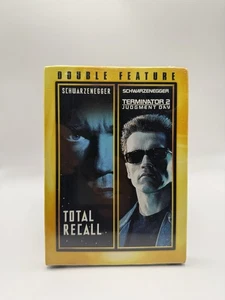 DOUBLE FEATURE
SCHWARZENEGGER
TOTAL
RECALL
SCHWARZENEGGER
TERMINATOR 2
JUDGMENT DAY